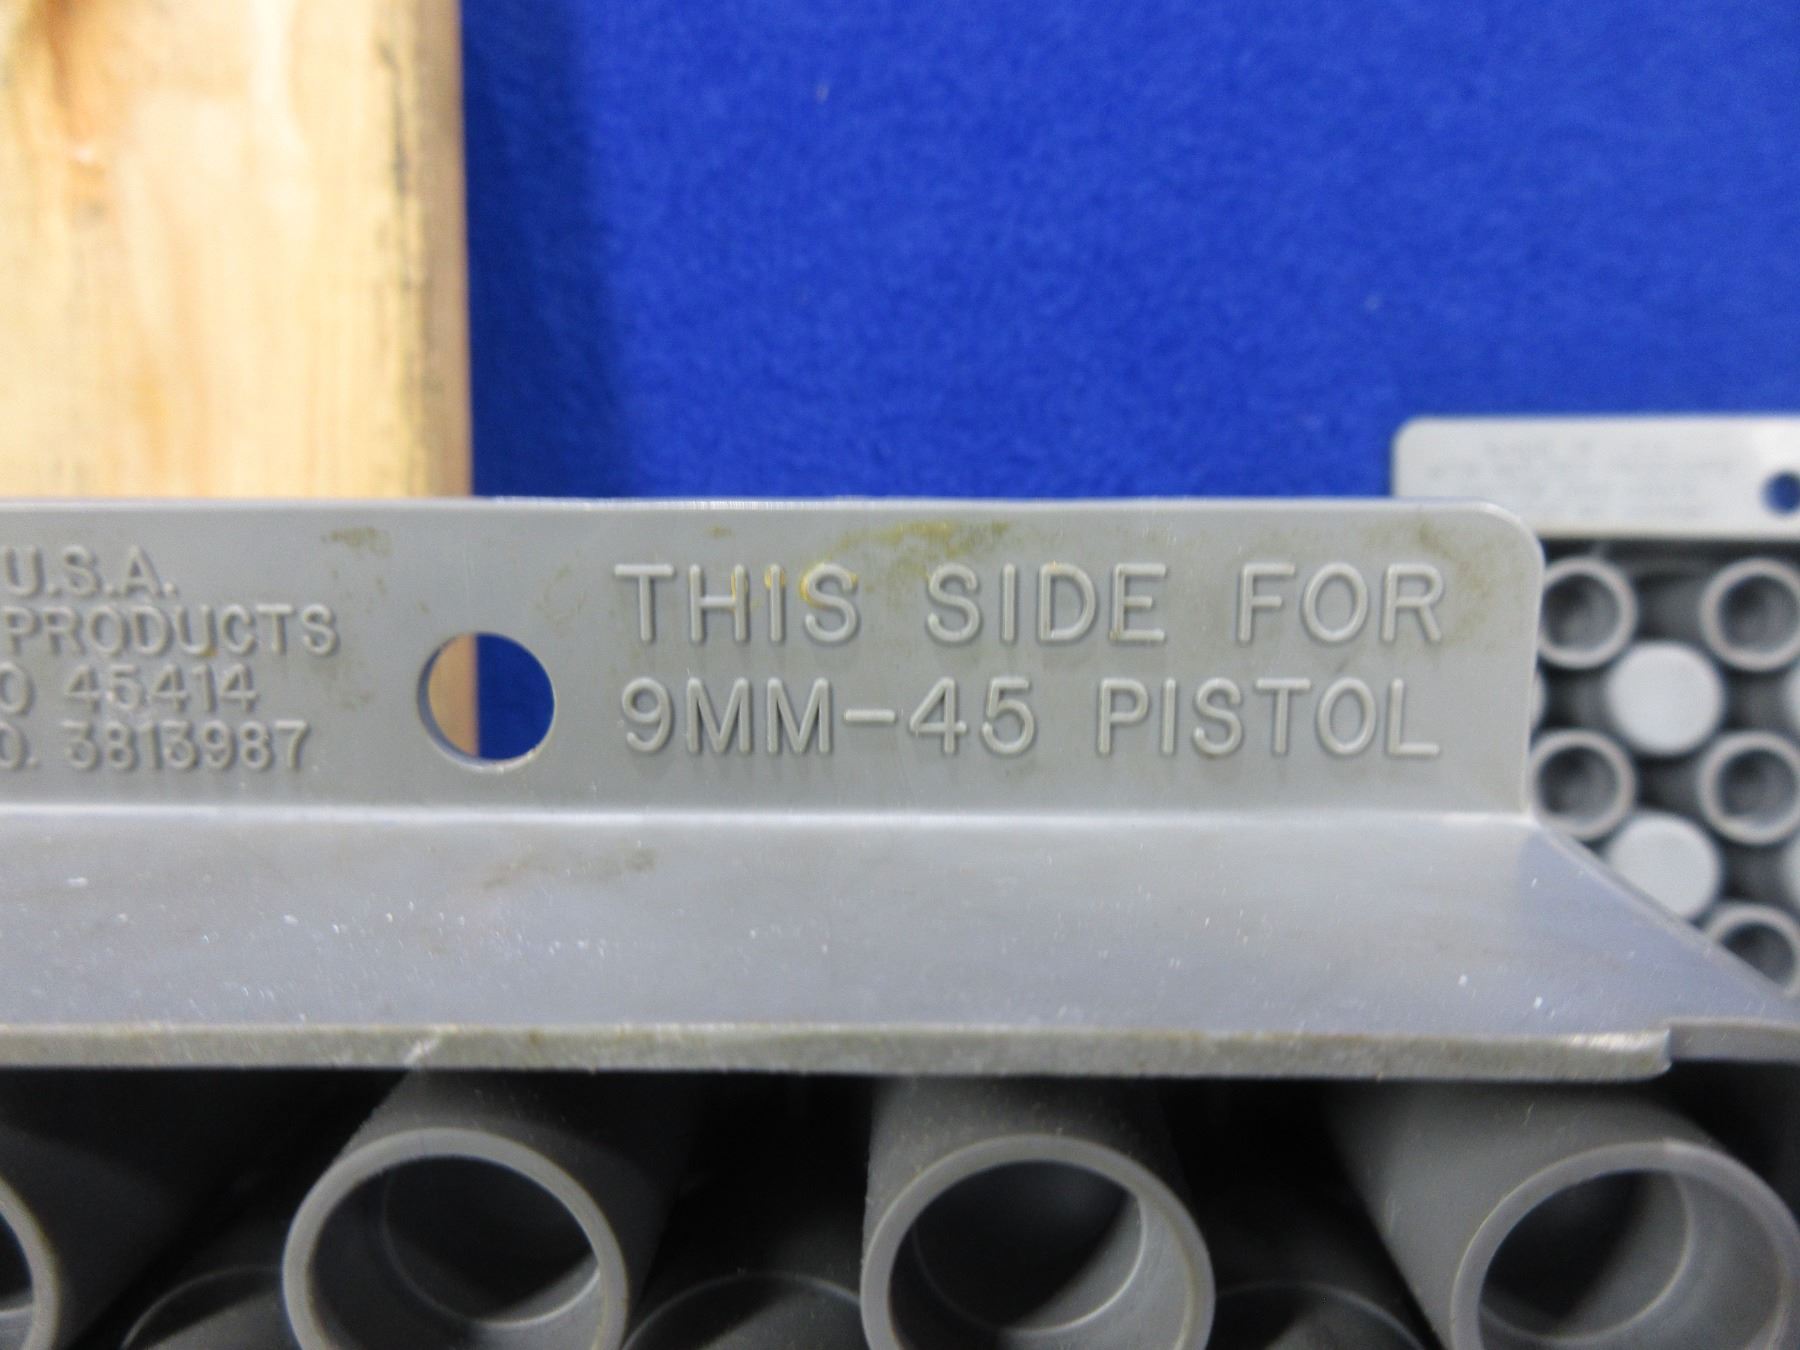 U.S.A.
PRODUCTS
45414
3813987
THIS SIDE FOR
9MM-45 PISTOL